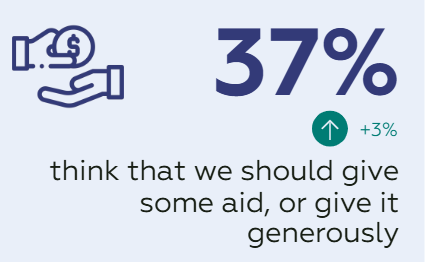 $
37%
+3%
think that we should give
some aid, or give it
generously